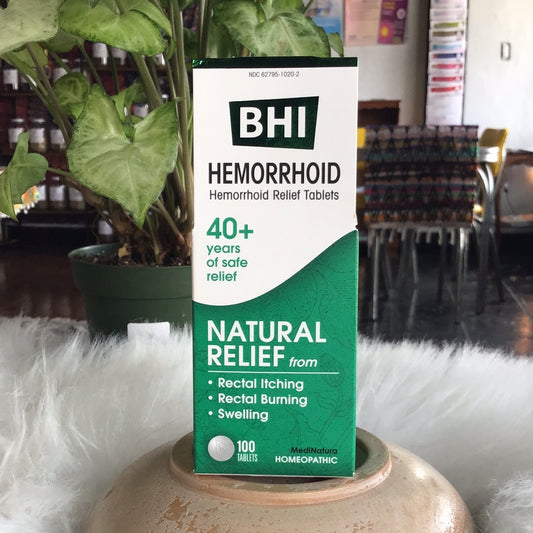 NDC 62795-1020-2
BHI
HEMORRHOID
Hemorrhoid Relief Tablets
40+
years
of safe
relief
NATURAL
RELIEF from
• Rectal Itching
• Rectal Burning
• Swelling
100
TABLETS
MediNatura
HOMEOPATHIC